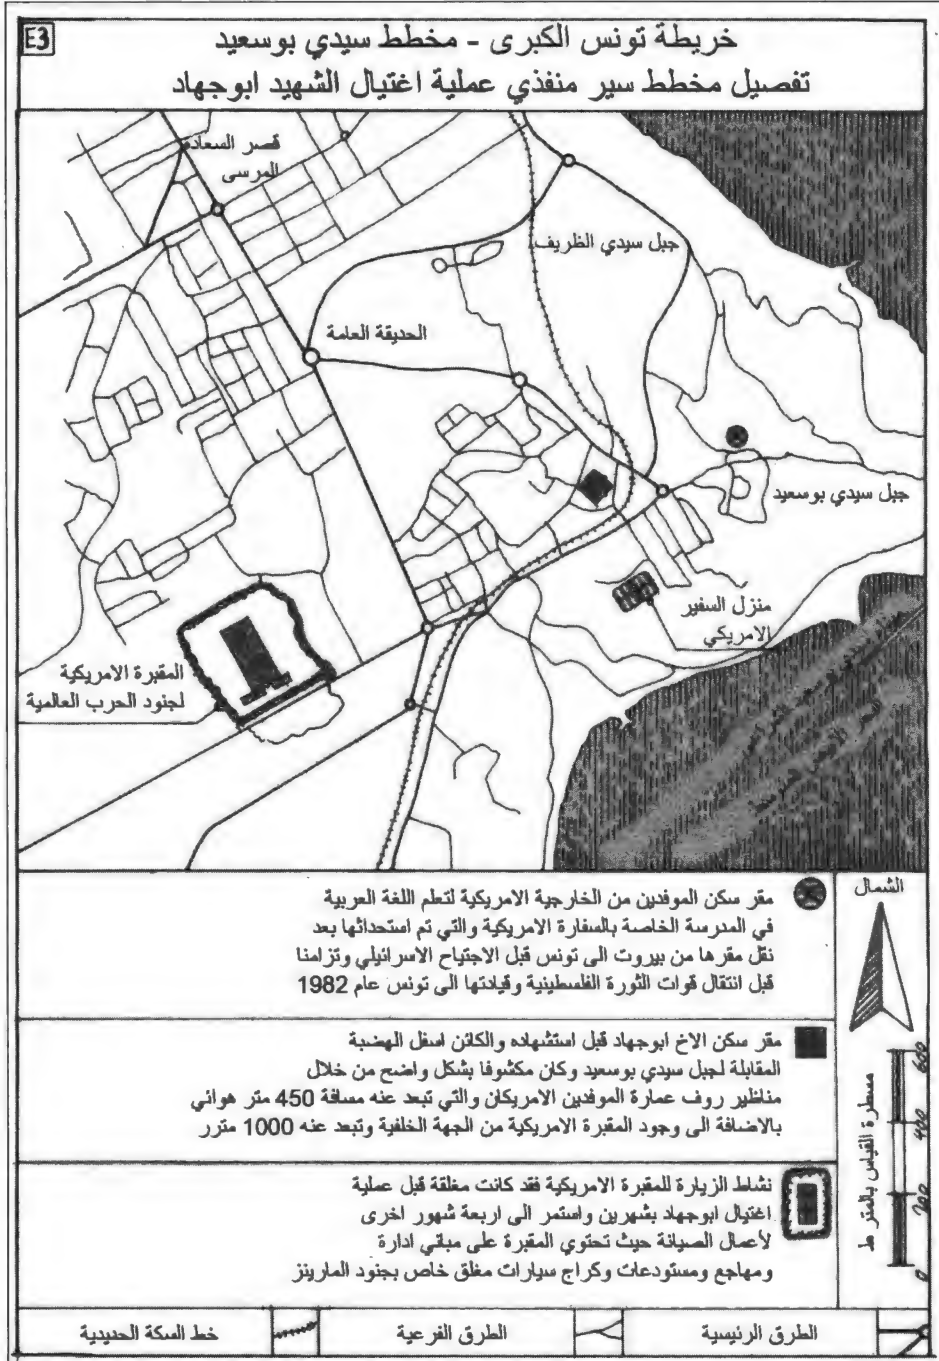 E3
خريطة تونس الكبرى - مخطط سيدي بوسعيد
تفصيل مخطط سير منفذي عملية اغتيال الشهيد ابوجهاد
قصر السعادة
المرسى
جبل سيدي الظريف
الحديقة العامة
جبل سيدي بوسعيد
منزل السفير
الامريكي
المقبرة الامريكية
لجنود الحرب العالمية
الشمال
مقر سكن الموفدين من الخارجية الامريكية لتعلم اللغة العربية
في المدرسة الخاصة بالسفارة الامريكية والتي تم استحداثها بعد
نقل مقرها من بيروت الى تونس قبل الاجتياح الاسرائيلي وتزامنا
قبل انتقال قوات الثورة الفلسطينية وقيادتها الى تونس عام 1982
مقر سكن الاخ ابوجهاد قبل استشهاده والكائن اسفل الهضبة
المقابلة لجبل سيدي بوسعيد وكان مكشوفا بشكل واضح من خلال
مناظير روف عمارة الموفدين الامريكان والتي تبعد عنه مسافة 450 متر هوائي
بالاضافة الى وجود المقبرة الامريكية من الجهة الخلفية وتبعد عنه 1000 مترر
نشاط الزيارة للمقبرة الامريكية فقد كانت مغلقة قبل عملية
اغتيال ابوجهاد بشهرين واستمر الى اربعة شهور اخرى
لأعمال الصيانة حيث تحتوي المقبرة على مباني ادارة
ومهاجع ومستودعات وكراج سيارات مغلق خاص بجنود المارينز
مسطرة القياس بالمتر ط
600
400
200
0
الطرق الرئيسية
الطرق الفرعية
خط السكة الحديدية